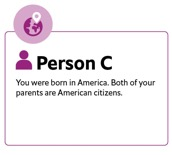 Person C
You were born in America. Both of your
parents are American citizens.